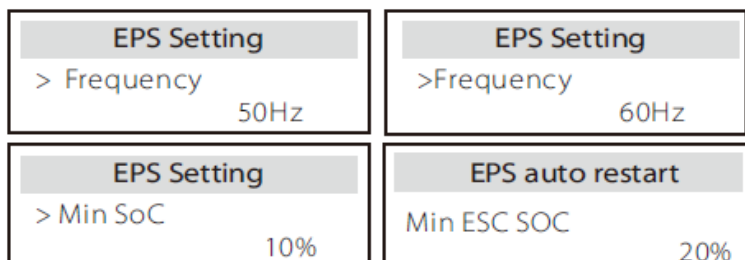 EPS Setting
> Frequency
50Hz
EPS Setting
>Frequency
60Hz
EPS Setting
> Min SoC
10%
EPS auto restart
Min ESC SOC
20%